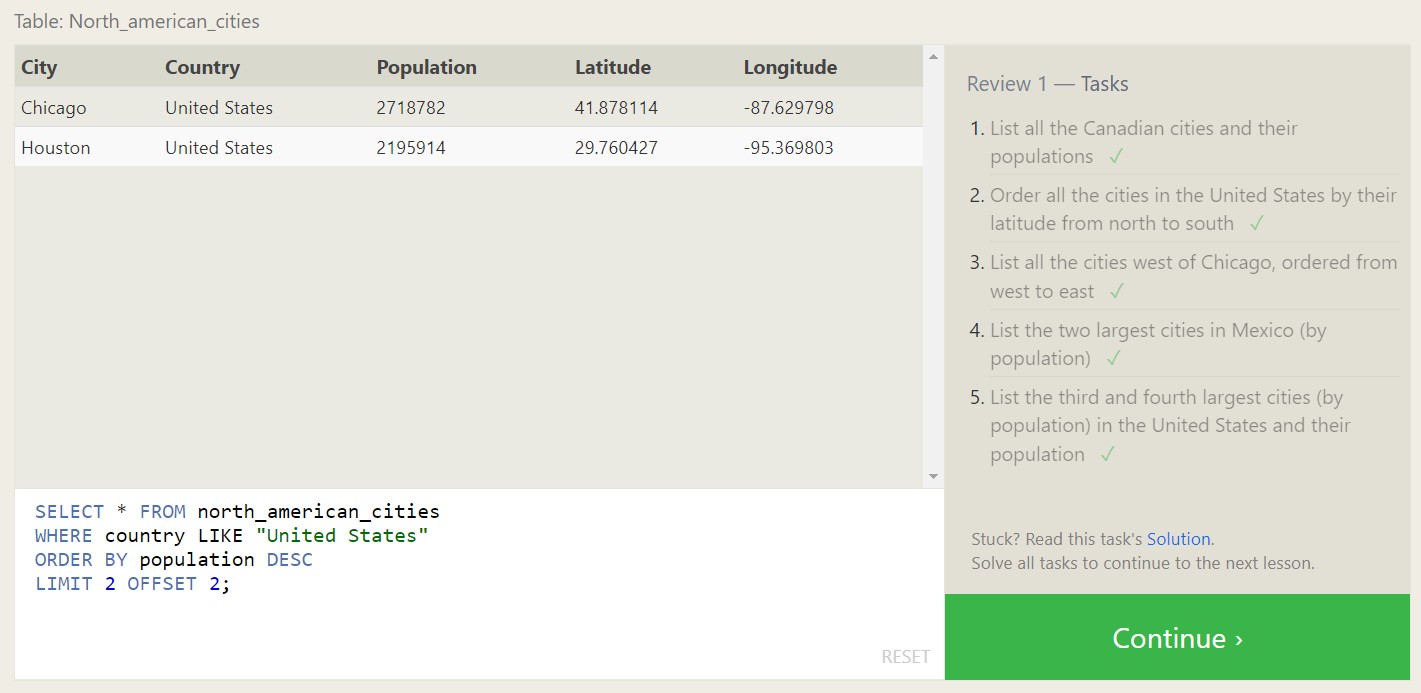 Table: North_american_cities
City Country Population Latitude Longitude
Chicago United States 2718782 41.878114 -87.629798
Houston United States 2195914 29.760427 -95.369803
SELECT * FROM north_american_cities
WHERE country LIKE "United States"
ORDER BY population DESC
LIMIT 2 OFFSET 2;
RESET
Review 1 — Tasks
1. List all the Canadian cities and their
populations ✓
2. Order all the cities in the United States by their
latitude from north to south ✓
3. List all the cities west of Chicago, ordered from
west to east ✓
4. List the two largest cities in Mexico (by
population) ✓
5. List the third and fourth largest cities (by
population) in the United States and their
population ✓
Stuck? Read this task's Solution.
Solve all tasks to continue to the next lesson.
Continue ›